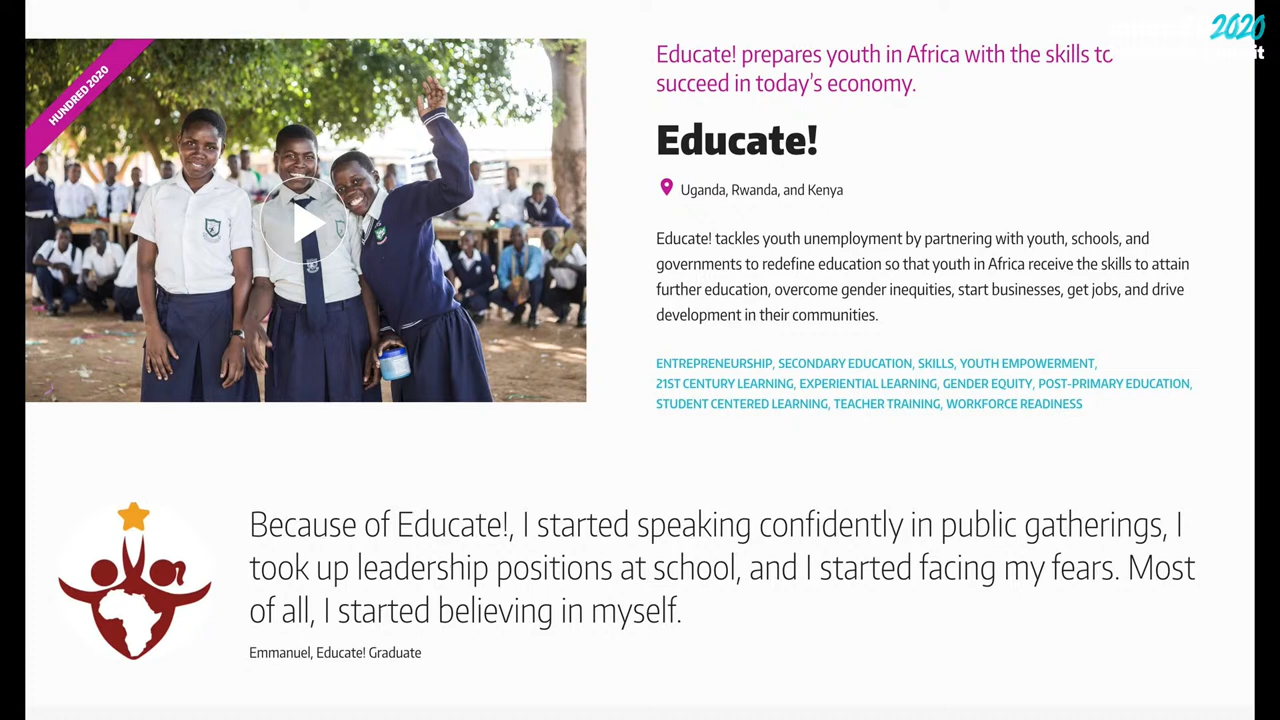 2020
HUNDRED 2020
Educate! prepares youth in Africa with the skills to
succeed in today's economy.
Educate!
Uganda, Rwanda, and Kenya
Educate! tackles youth unemployment by partnering with youth, schools, and
governments to redefine education so that youth in Africa receive the skills to attain
further education, overcome gender inequities, start businesses, get jobs, and drive
development in their communities.
ENTREPRENEURSHIP, SECONDARY EDUCATION, SKILLS, YOUTH EMPOWERMENT,
21ST CENTURY LEARNING, EXPERIENTIAL LEARNING, GENDER EQUITY, POST-PRIMARY EDUCATION,
STUDENT CENTERED LEARNING, TEACHER TRAINING, WORKFORCE READINESS
Because of Educate!, I started speaking confidently in public gatherings, I
took up leadership positions at school, and I started facing my fears. Most
of all, I started believing in myself.
Emmanuel, Educate! Graduate